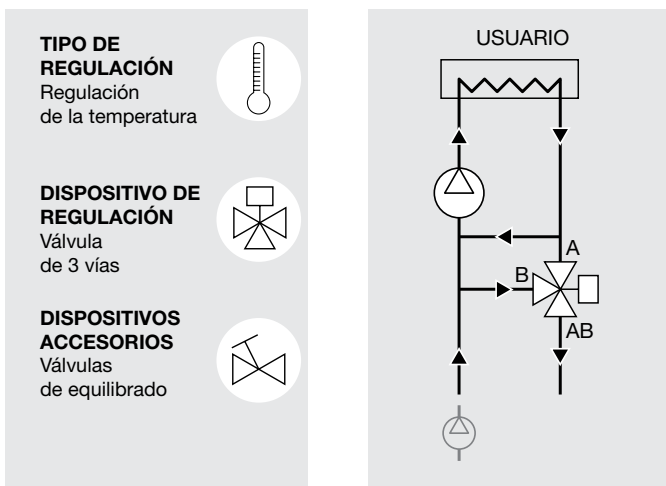 TIPO DE
REGULACIÓN
Regulación
de la temperatura
DISPOSITIVO DE
REGULACIÓN
Válvula
de 3 vías
DISPOSITIVOS
ACCESORIOS
Válvulas
de equilibrado
USUARIO
A
B
AB